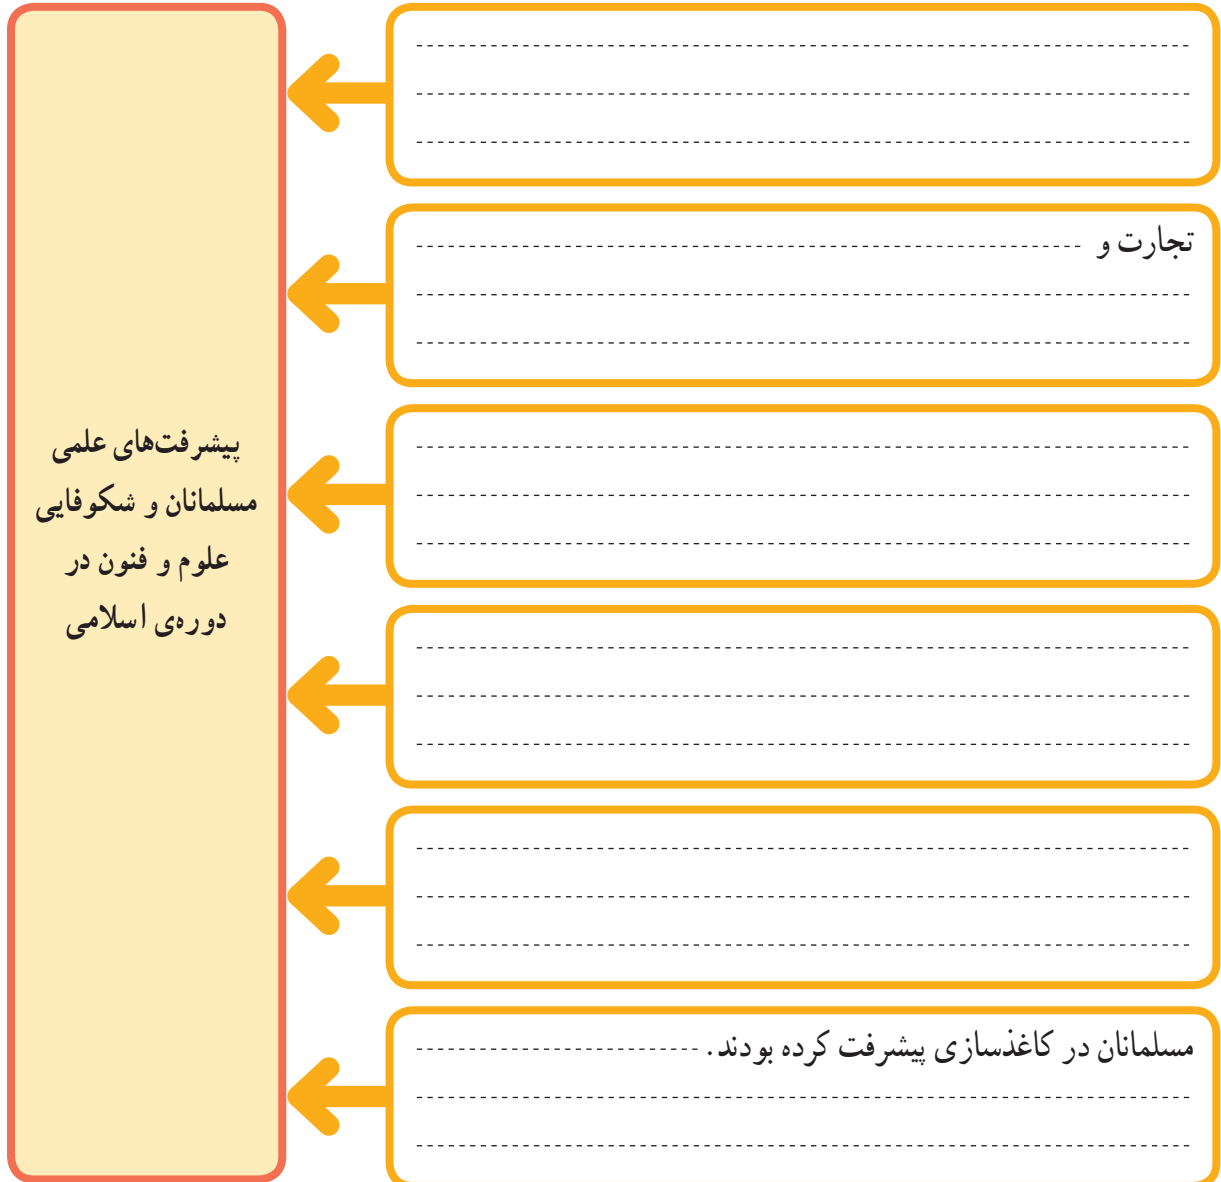 تجارت و
پیشرفت‌های علمی
مسلمانان و شکوفایی
علوم و فنون در
دوره‌ی اسلامی
مسلمانان در کاغذسازی پیشرفت کرده بودند.